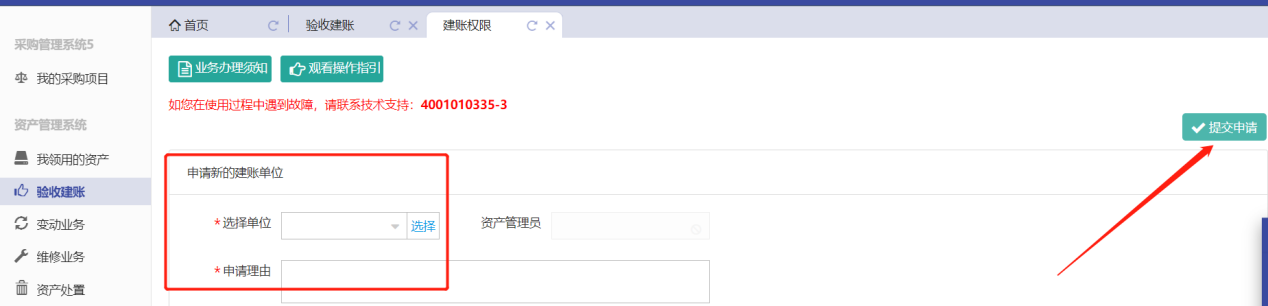 首页
验收建账
建账权限
采购管理系统5
我的采购项目
资产管理系统
我领用的资产
验收建账
变动业务
维修业务
资产处置
业务办理须知
观看操作指引
如您在使用过程中遇到故障，请联系技术支持：4001010335-3
提交申请
申请新的建账单位
*选择单位
选择
资产管理员
*申请理由